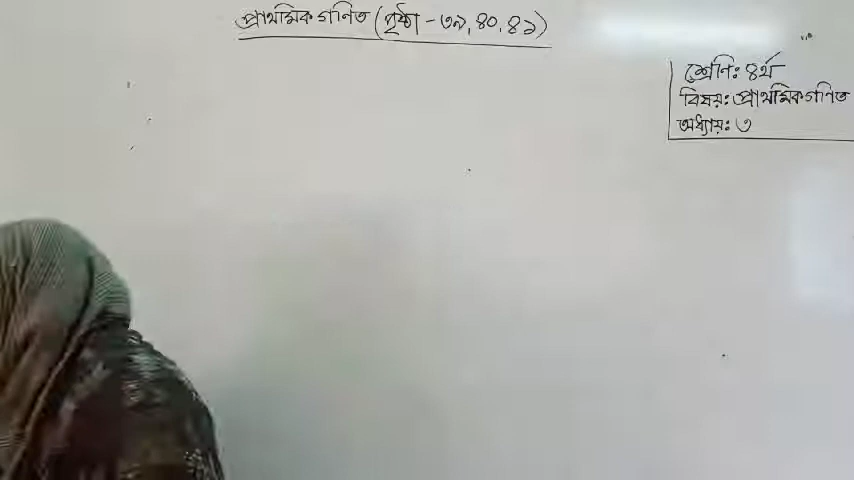 প্রাথমিক গণিত (পৃষ্ঠা - ৩৯, ৪০, ৪১)
শ্রেণি: ৪র্থ
বিষয়: প্রাথমিক গণিত
অধ্যায়: ৩